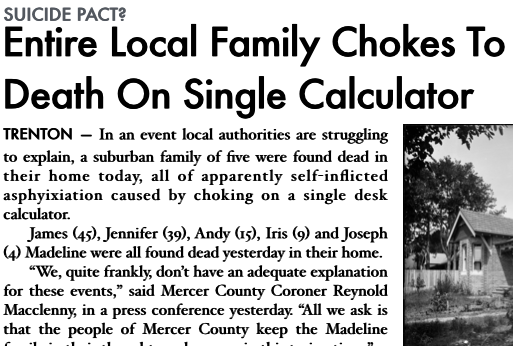 SUICIDE PACT?
Entire Local Family Chokes To
Death On Single Calculator
TRENTON — In an event local authorities are struggling
to explain, a suburban family of five were found dead in
their home today, all of apparently self-inflicted
asphyixiation caused by choking on a single desk
calculator.
James (45), Jennifer (39), Andy (15), Iris (9) and Joseph
(4) Madeline were all found dead yesterday in their home.
“We, quite frankly, don’t have an adequate explanation
for these events,” said Mercer County Coroner Reynold
Macclenny, in a press conference yesterday. “All we ask is
that the people of Mercer County keep the Madeline